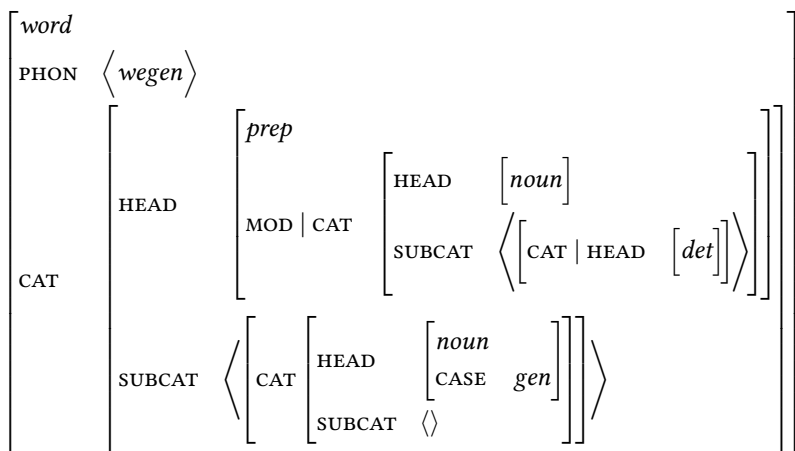 word
PHON ⟨wegen⟩
prep
HEAD [noun]
HEAD
MOD | CAT
SUBCAT ⟨[CAT | HEAD [det]]⟩
CAT
noun
HEAD
SUBCAT ⟨[CAT
CASE gen
SUBCAT ⟨⟩